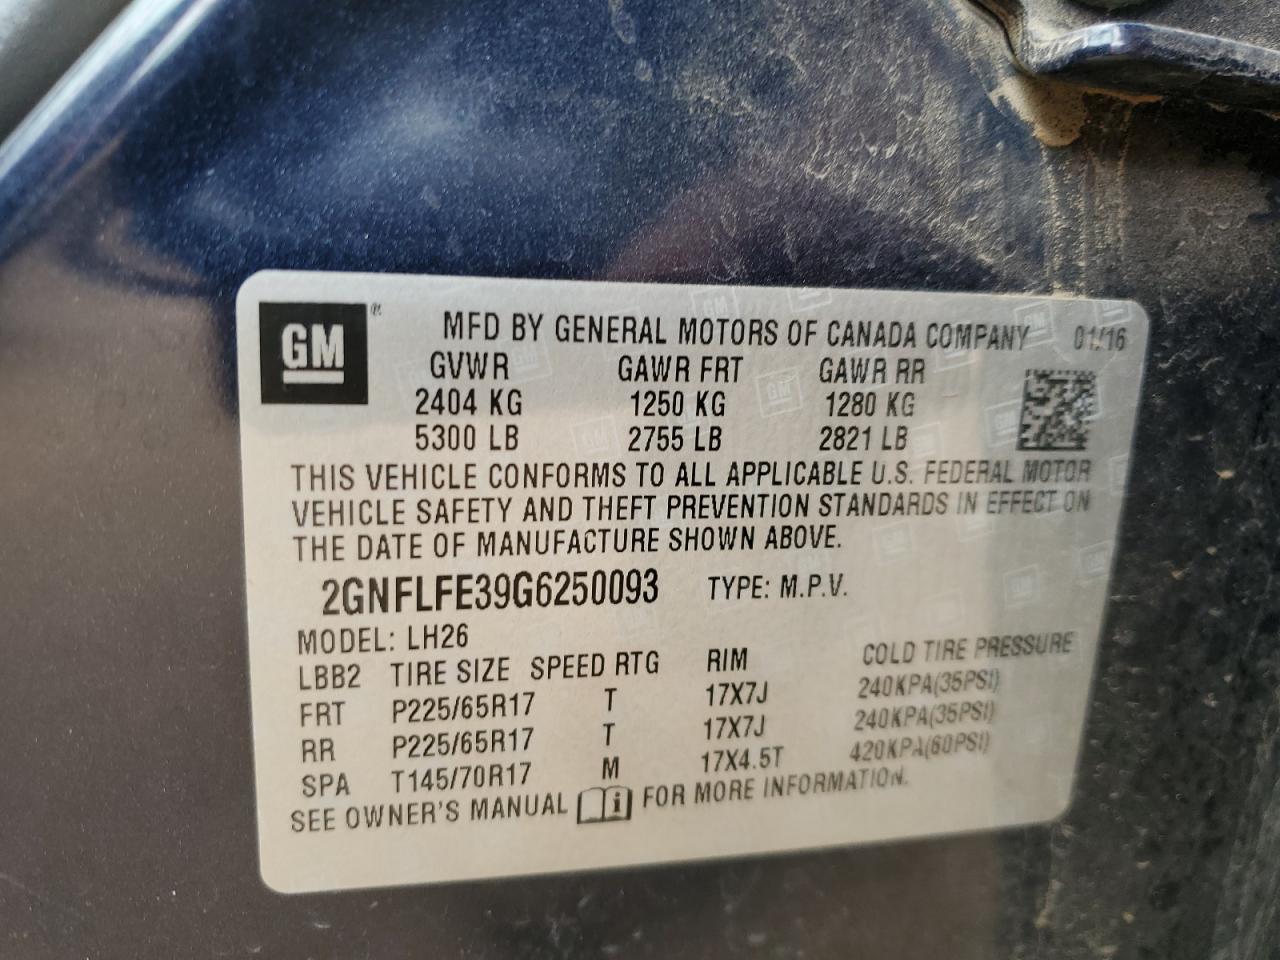 GM ® MFD BY GENERAL MOTORS OF CANADA COMPANY 01/16
GVWR GAWR FRT GAWR RR
2404 KG 1250 KG 1280 KG
5300 LB 2755 LB 2821 LB
THIS VEHICLE CONFORMS TO ALL APPLICABLE U.S. FEDERAL MOTOR
VEHICLE SAFETY AND THEFT PREVENTION STANDARDS IN EFFECT ON
THE DATE OF MANUFACTURE SHOWN ABOVE.
2GNFLFE39G6250093 TYPE: M.P.V.
MODEL: LH26
LBB2 TIRE SIZE SPEED RTG RIM COLD TIRE PRESSURE
FRT P225/65R17 T 17X7J 240KPA(35PSI)
RR P225/65R17 T 17X7J 240KPA(35PSI)
SPA T145/70R17 M 17X4.5T 420KPA(60PSI)
SEE OWNER'S MANUAL i FOR MORE INFORMATION.